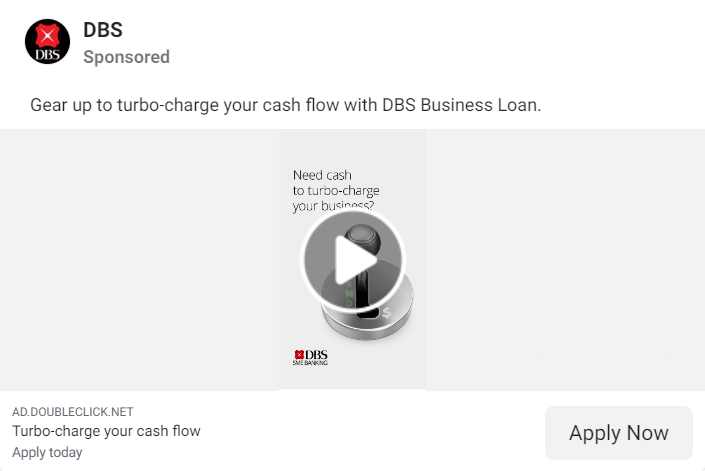 DBS
DBS
Sponsored
Gear up to turbo-charge your cash flow with DBS Business Loan.
Need cash
to turbo-charge
your business?
N
$
DBS
SME BANKING
AD.DOUBLECLICK.NET
Turbo-charge your cash flow
Apply today
Apply Now